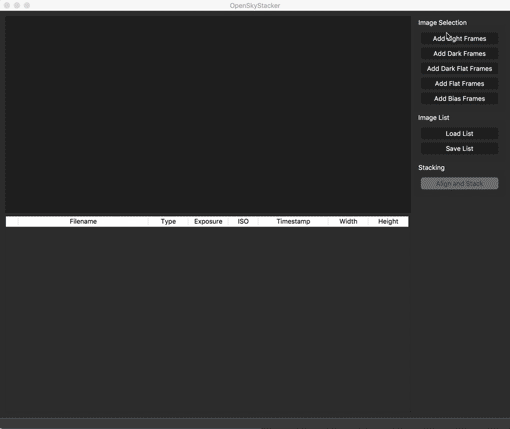 OpenSkyStacker
Image Selection
Add Light Frames
Add Dark Frames
Add Dark Flat Frames
Add Flat Frames
Add Bias Frames
Image List
Load List
Save List
Stacking
Align and Stack
Filename Type Exposure ISO Timestamp Width Height